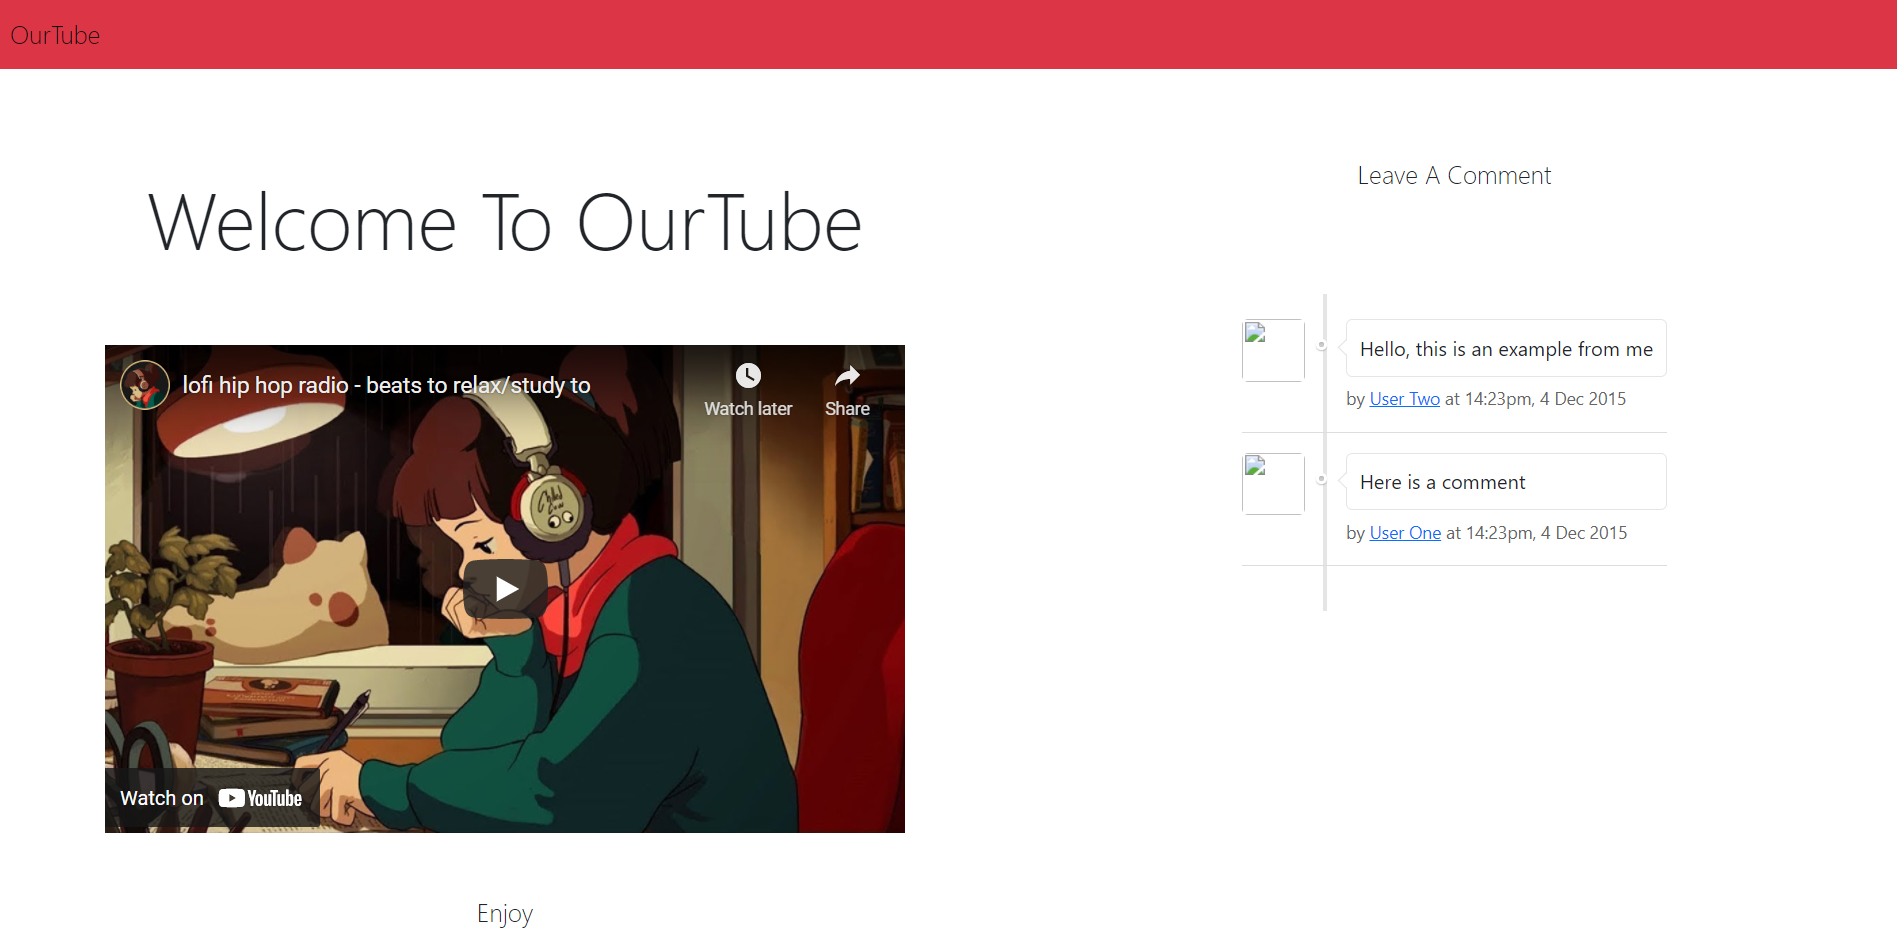 OurTube
Welcome To OurTube
lofi hip hop radio - beats to relax/study to
Watch later
Share
Watch on YouTube
Enjoy
Leave A Comment
Hello, this is an example from me
by User Two at 14:23pm, 4 Dec 2015
Here is a comment
by User One at 14:23pm, 4 Dec 2015